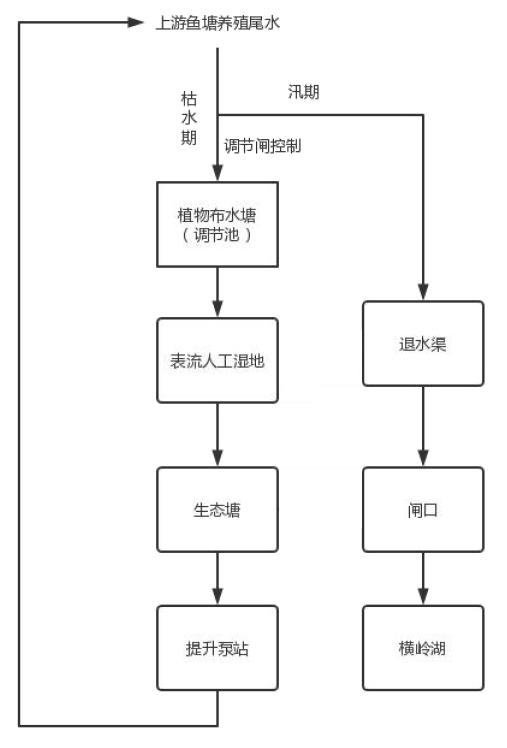 上游鱼塘养殖尾水
枯水期
汛期
调节闸控制
植物布水塘
（调节池）
表流人工湿地
退水渠
生态塘
闸口
提升泵站
横岭湖